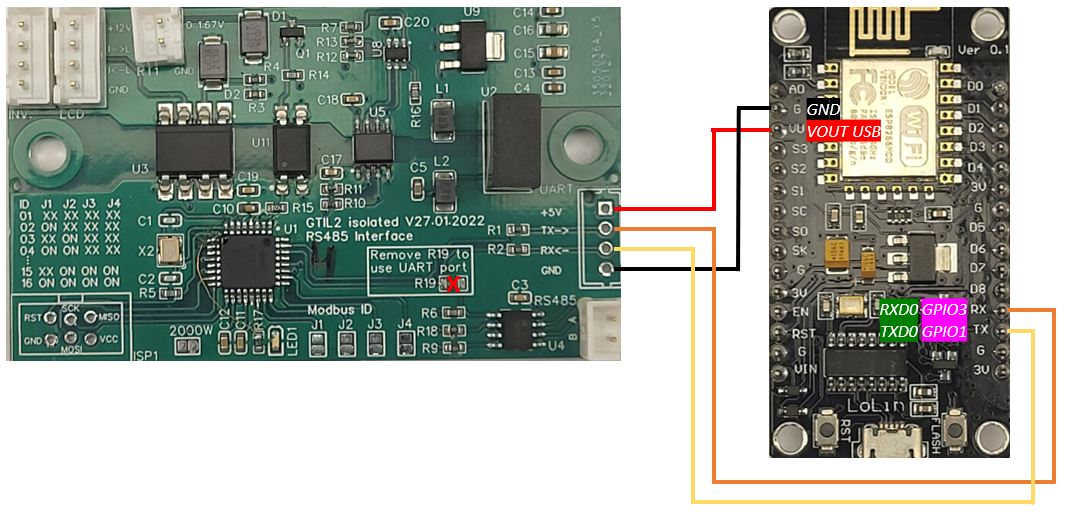 +12V
I->L
I<-L
INV.
LCD
0..1.67V
RT1
GND
D1
D2
R4
R3
Q1
R14
R7
R13
R12
C20
U8
U9
C14
C16
C15
C13
C4
3505036A_Y5
220127
C18
R16
L1
U2
U5
U3
U11
C17
R11
R10
C19
C10
R15
C5
L2
UART
+5V
TX->
RX<-
GND
R1
R2
GTIL2 isolated V27.01.2022
RS485 Interface
Remove R19 to
use UART port
R19
ID J1 J2 J3 J4
01 XX XX XX XX
02 ON XX XX XX
03 XX ON XX XX
04 ON ON XX XX
15 XX ON ON ON
16 ON ON ON ON
C1
X2
C2
R5
U1
RST
SCK
MISO
GND
MOSI
VCC
ISP1
2000W
C12
C11
R17
LED1
Modbus ID
J1
J2
J3
J4
R6
R18
R9
C3
RS485
U4
A
B
Ver 0.1
A0
G
VU
S3
S2
S1
SC
SO
SK
G
3V
EN
RST
G
VIN
GND
VOUT USB
MODEL
VENDOR
ESP8266MOD
WiFi
FC
D0
D1
D2
D3
D4
3V
G
D5
D6
D7
D8
RX
TX
G
3V
RXD0 GPIO3
TXD0 GPIO1
LoLin
RST
FLASH